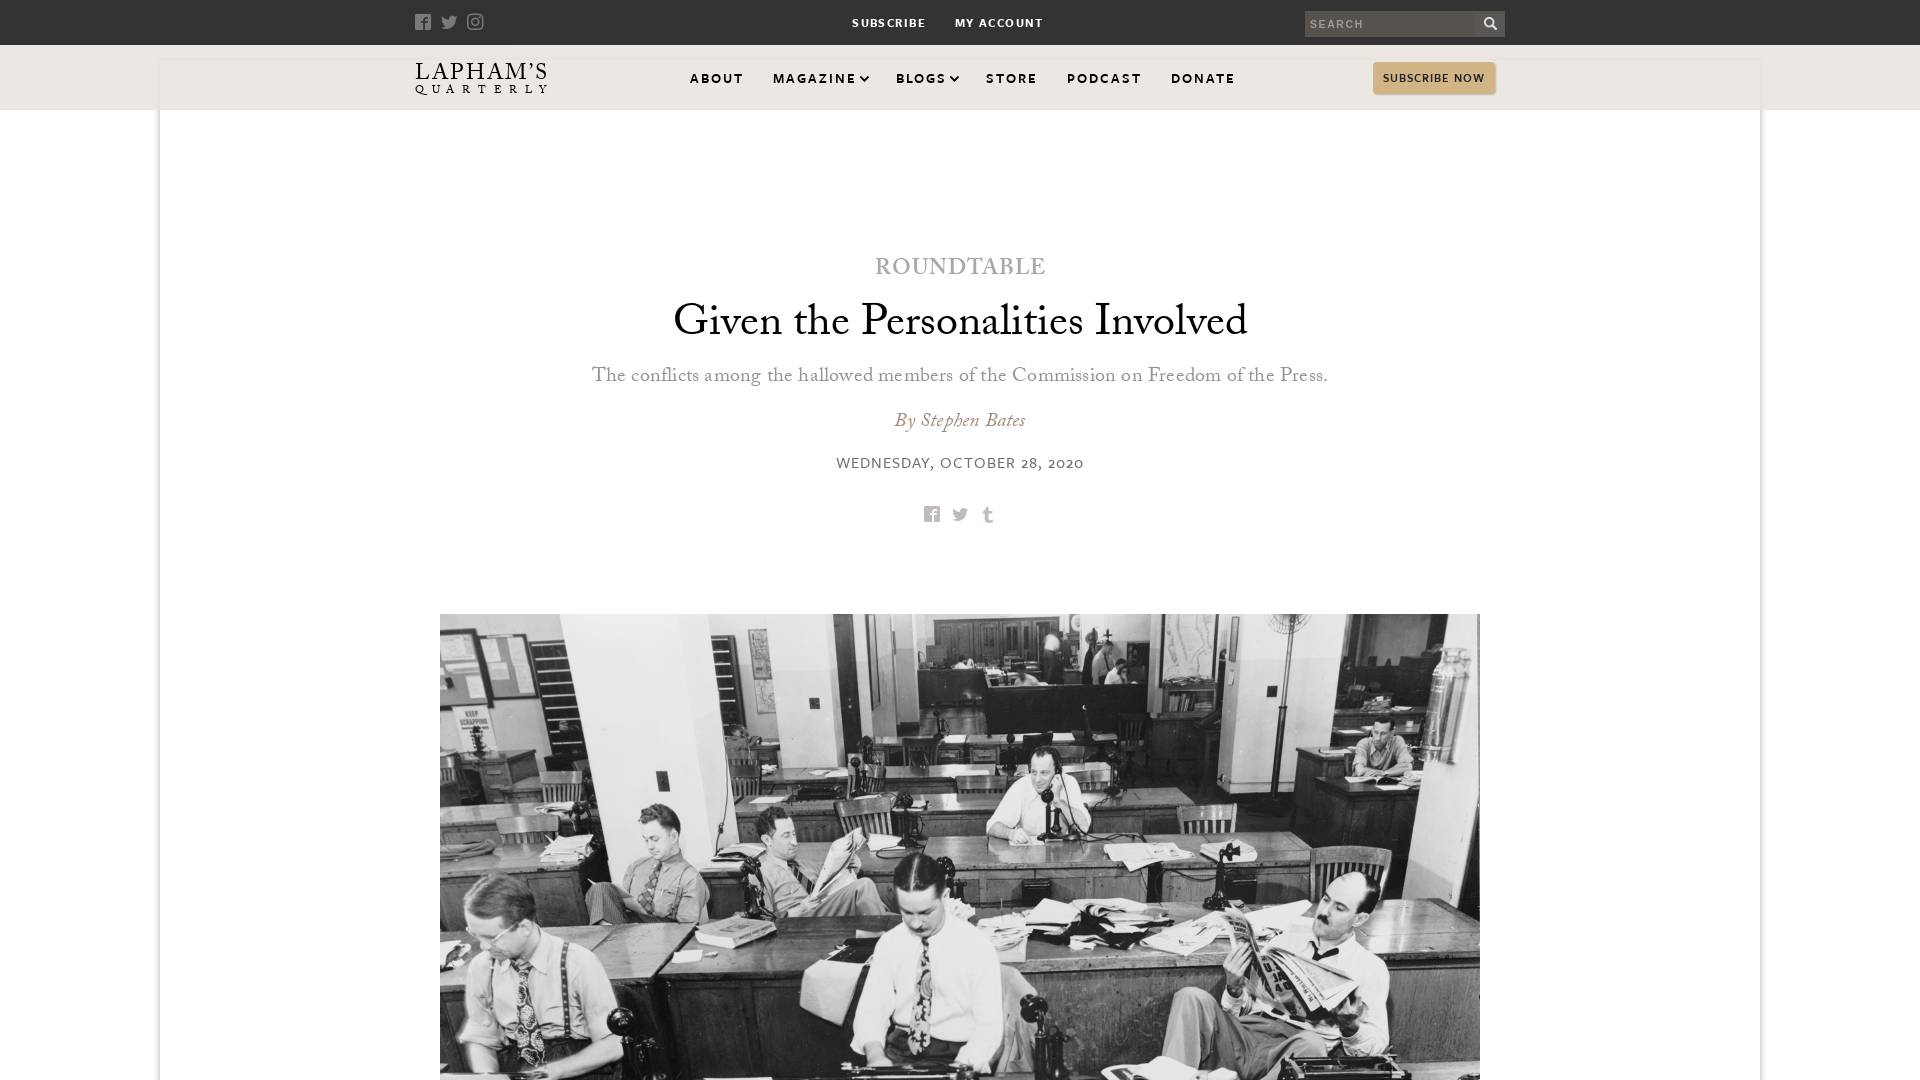 SUBSCRIBE
MY ACCOUNT
SEARCH
LAPHAM'S
QUARTERLY
ABOUT
MAGAZINE
BLOGS
STORE
PODCAST
DONATE
SUBSCRIBE NOW
ROUNDTABLE
Given the Personalities Involved
The conflicts among the hallowed members of the Commission on Freedom of the Press.
By Stephen Bates
WEDNESDAY, OCTOBER 28, 2020
KEEP
SCRAPPING